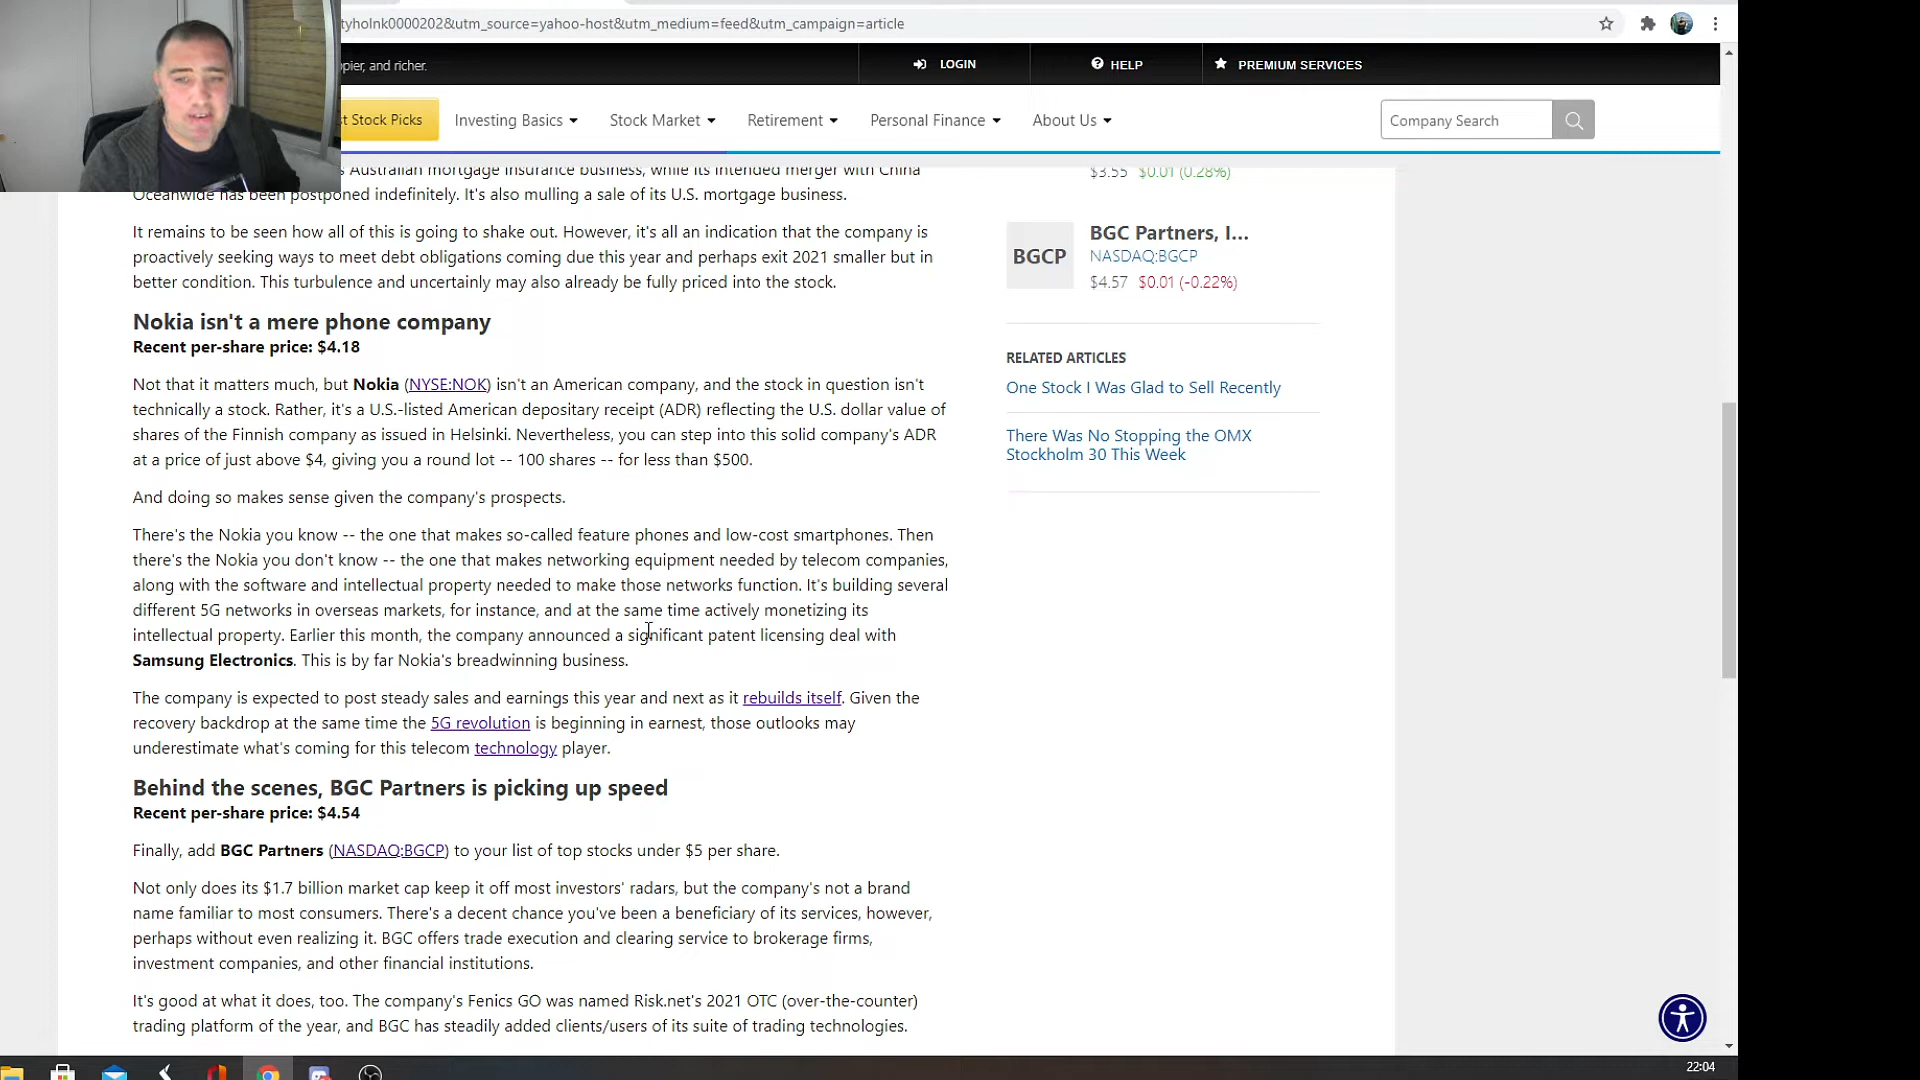 tyholnk0000202&utm_source=yahoo-host&utm_medium=feed&utm_campaign=article
pier, and richer.
LOGIN
HELP
PREMIUM SERVICES
Stock Picks
Investing Basics
Stock Market
Retirement
Personal Finance
About Us
Company Search
Australian mortgage insurance business, while its intended merger with China
Oceanwide has been postponed indefinitely. It's also mulling a sale of its U.S. mortgage business.
It remains to be seen how all of this is going to shake out. However, it's all an indication that the company is
proactively seeking ways to meet debt obligations coming due this year and perhaps exit 2021 smaller but in
better condition. This turbulence and uncertainly may also already be fully priced into the stock.
Nokia isn't a mere phone company
Recent per-share price: $4.18
Not that it matters much, but Nokia (NYSE:NOK) isn't an American company, and the stock in question isn't
technically a stock. Rather, it's a U.S.-listed American depositary receipt (ADR) reflecting the U.S. dollar value of
shares of the Finnish company as issued in Helsinki. Nevertheless, you can step into this solid company's ADR
at a price of just above $4, giving you a round lot -- 100 shares -- for less than $500.
And doing so makes sense given the company's prospects.
There's the Nokia you know -- the one that makes so-called feature phones and low-cost smartphones. Then
there's the Nokia you don't know -- the one that makes networking equipment needed by telecom companies,
along with the software and intellectual property needed to make those networks function. It's building several
different 5G networks in overseas markets, for instance, and at the same time actively monetizing its
intellectual property. Earlier this month, the company announced a significant patent licensing deal with
Samsung Electronics. This is by far Nokia's breadwinning business.
The company is expected to post steady sales and earnings this year and next as it rebuilds itself. Given the
recovery backdrop at the same time the 5G revolution is beginning in earnest, those outlooks may
underestimate what's coming for this telecom technology player.
Behind the scenes, BGC Partners is picking up speed
Recent per-share price: $4.54
Finally, add BGC Partners (NASDAQ:BGCP) to your list of top stocks under $5 per share.
Not only does its $1.7 billion market cap keep it off most investors' radars, but the company's not a brand
name familiar to most consumers. There's a decent chance you've been a beneficiary of its services, however,
perhaps without even realizing it. BGC offers trade execution and clearing service to brokerage firms,
investment companies, and other financial institutions.
It's good at what it does, too. The company's Fenics GO was named Risk.net's 2021 OTC (over-the-counter)
trading platform of the year, and BGC has steadily added clients/users of its suite of trading technologies.
$3.55 $0.01 (0.28%)
BGCP
BGC Partners, I...
NASDAQ:BGCP
$4.57 $0.01 (-0.22%)
RELATED ARTICLES
One Stock I Was Glad to Sell Recently
There Was No Stopping the OMX
Stockholm 30 This Week
22:04